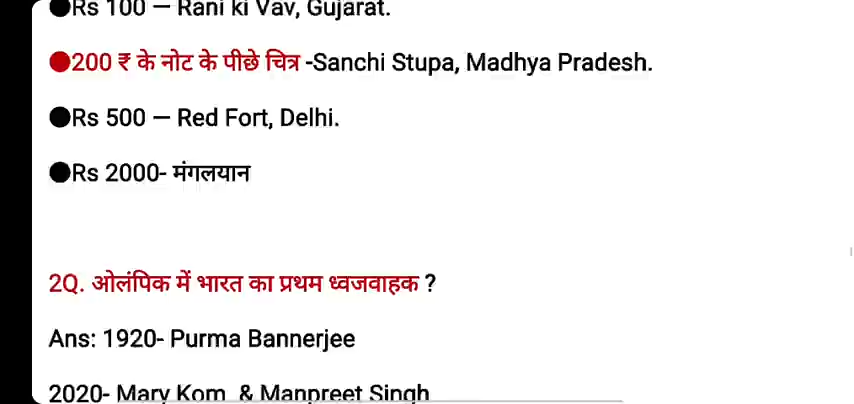 ●Rs 100 — Rani ki Vav, Gujarat.
●200 ₹ के नोट के पीछे चित्र -Sanchi Stupa, Madhya Pradesh.
●Rs 500 — Red Fort, Delhi.
●Rs 2000- मंगलयान
2Q. ओलंपिक में भारत का प्रथम ध्वजवाहक ?
Ans: 1920- Purma Bannerjee
2020- Mary Kom & Manpreet Singh